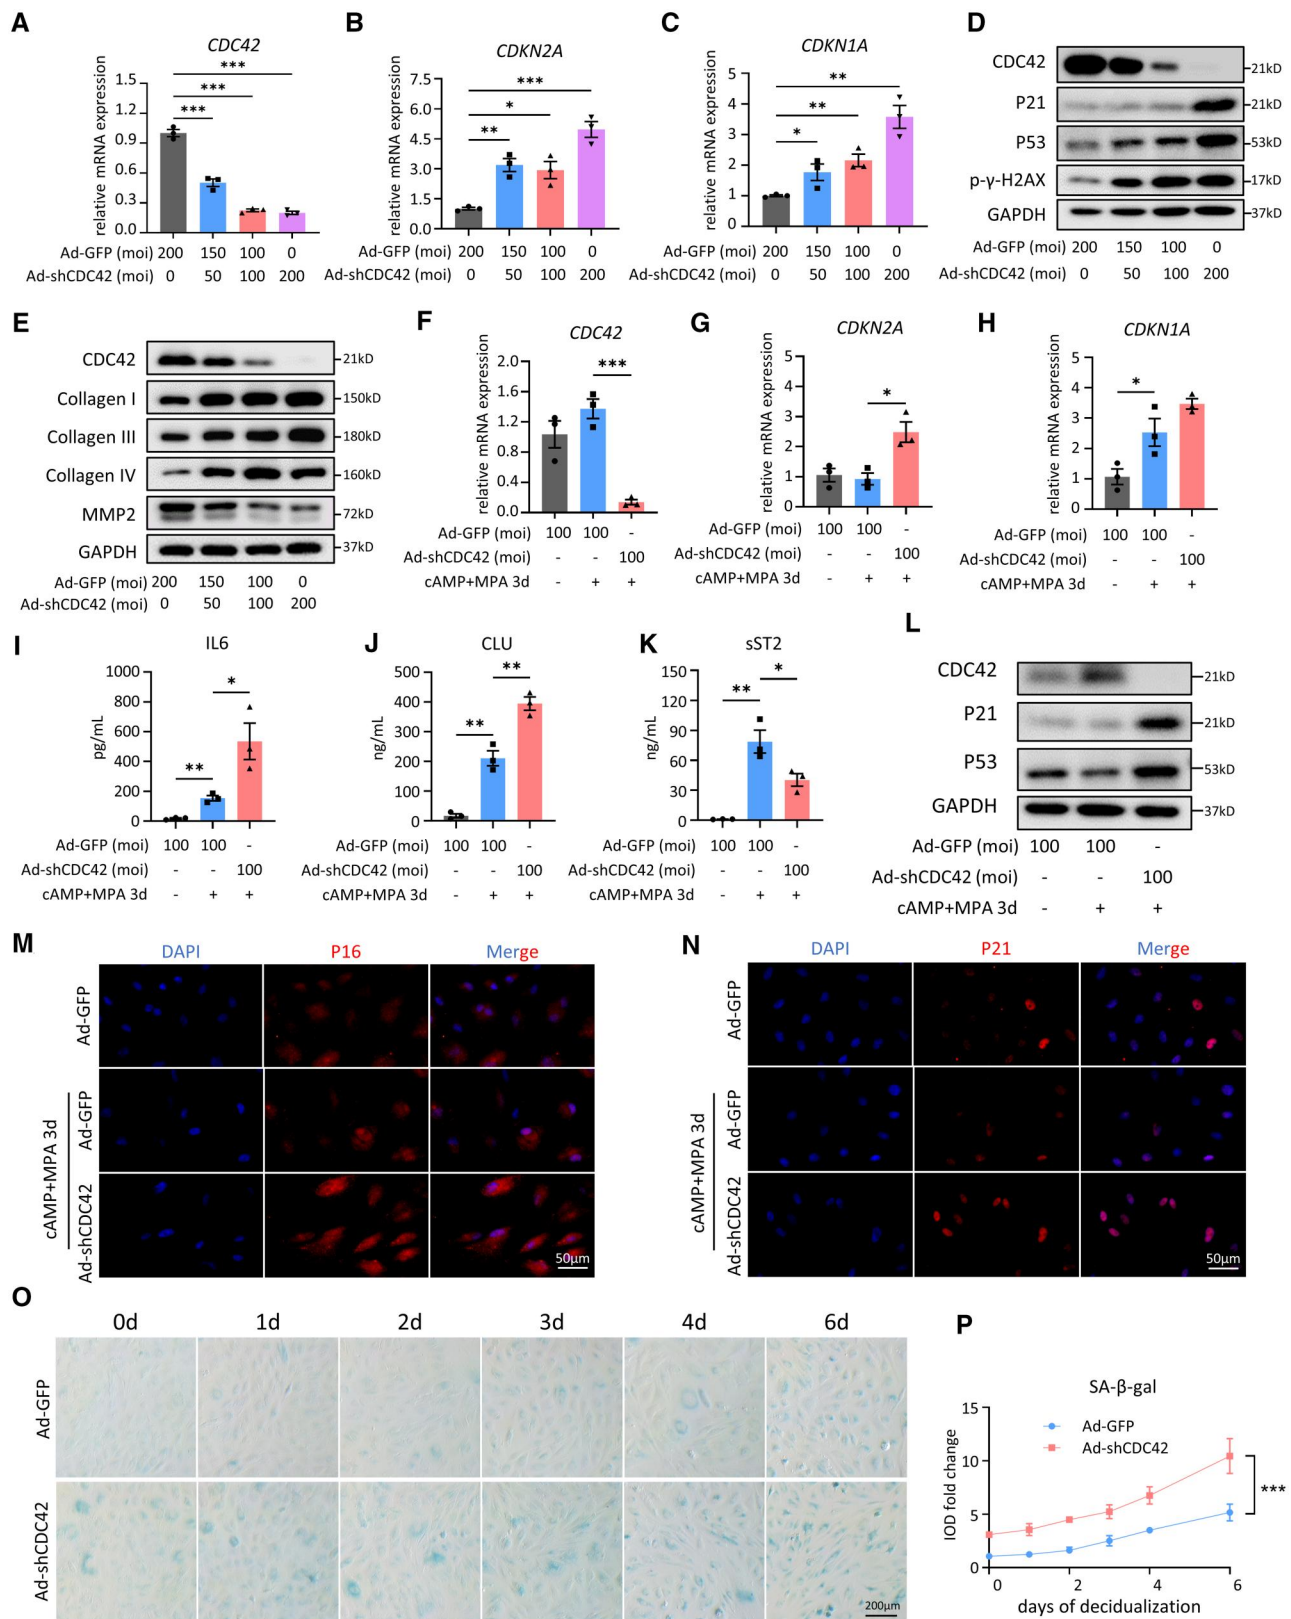 A
CDC42
relative mRNA expression
1.5
1.2
0.9
0.6
0.3
0
***
***
***
Ad-GFP (moi) 200 150 100 0
Ad-shCDC42 (moi) 0 50 100 200
B
CDKN2A
relative mRNA expression
7.5
6.0
4.5
3.0
1.5
0
***
*
**
Ad-GFP (moi) 200 150 100 0
Ad-shCDC42 (moi) 0 50 100 200
C
CDKN1A
relative mRNA expression
5
4
3
2
1
0
**
**
*
Ad-GFP (moi) 200 150 100 0
Ad-shCDC42 (moi) 0 50 100 200
D
CDC42 21kD
P21 21kD
P53 53kD
p-γ-H2AX 17kD
GAPDH 37kD
Ad-GFP (moi) 200 150 100 0
Ad-shCDC42 (moi) 0 50 100 200
E
CDC42 21kD
Collagen I 150kD
Collagen III 180kD
Collagen IV 160kD
MMP2 72kD
GAPDH 37kD
Ad-GFP (moi) 200 150 100 0
Ad-shCDC42 (moi) 0 50 100 200
F
CDC42
relative mRNA expression
2.0
1.6
1.2
0.8
0.4
0.0
***
Ad-GFP (moi) 100 100 -
Ad-shCDC42 (moi) - - 100
cAMP+MPA 3d - + +
G
CDKN2A
relative mRNA expression
5
4
3
2
1
0
*
Ad-GFP (moi) 100 100 -
Ad-shCDC42 (moi) - - 100
cAMP+MPA 3d - + +
H
CDKN1A
relative mRNA expression
5
4
3
2
1
0
*
Ad-GFP (moi) 100 100 -
Ad-shCDC42 (moi) - - 100
cAMP+MPA 3d - + +
I
IL6
pg/mL
1000
800
600
400
200
0
*
**
Ad-GFP (moi) 100 100 -
Ad-shCDC42 (moi) - - 100
cAMP+MPA 3d - + +
J
CLU
ng/mL
500
400
300
200
100
0
**
**
Ad-GFP (moi) 100 100 -
Ad-shCDC42 (moi) - - 100
cAMP+MPA 3d - + +
K
sST2
ng/mL
150
120
90
60
30
0
*
**
Ad-GFP (moi) 100 100 -
Ad-shCDC42 (moi) - - 100
cAMP+MPA 3d - + +
L
CDC42 21kD
P21 21kD
P53 53kD
GAPDH 37kD
Ad-GFP (moi) 100 100 -
Ad-shCDC42 (moi) - - 100
cAMP+MPA 3d - + +
M
DAPI P16 Merge
Ad-GFP
cAMP+MPA 3d
Ad-GFP
Ad-shCDC42
50μm
N
DAPI P21 Merge
Ad-GFP
cAMP+MPA 3d
Ad-GFP
Ad-shCDC42
50μm
O
0d 1d 2d 3d 4d 6d
Ad-GFP
Ad-shCDC42
200μm
P
SA-β-gal
IOD fold change
15
10
5
0
Ad-GFP
Ad-shCDC42
***
0 2 4 6
days of decidualization